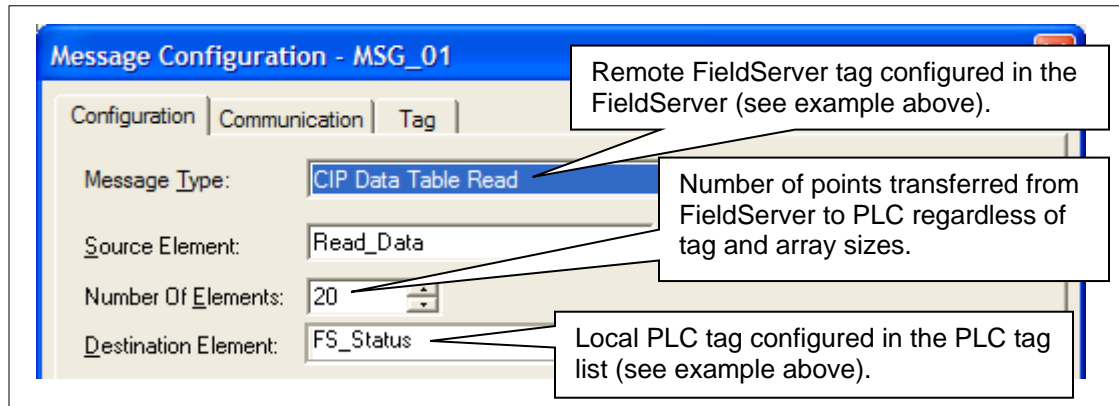 Message Configuration - MSG_01
Remote FieldServer tag configured in the
FieldServer (see example above).
Configuration
Communication
Tag
Message Type:
CIP Data Table Read
Number of points transferred from
FieldServer to PLC regardless of
tag and array sizes.
Source Element:
Read_Data
Number Of Elements:
20
Destination Element:
FS_Status
Local PLC tag configured in the PLC tag
list (see example above).